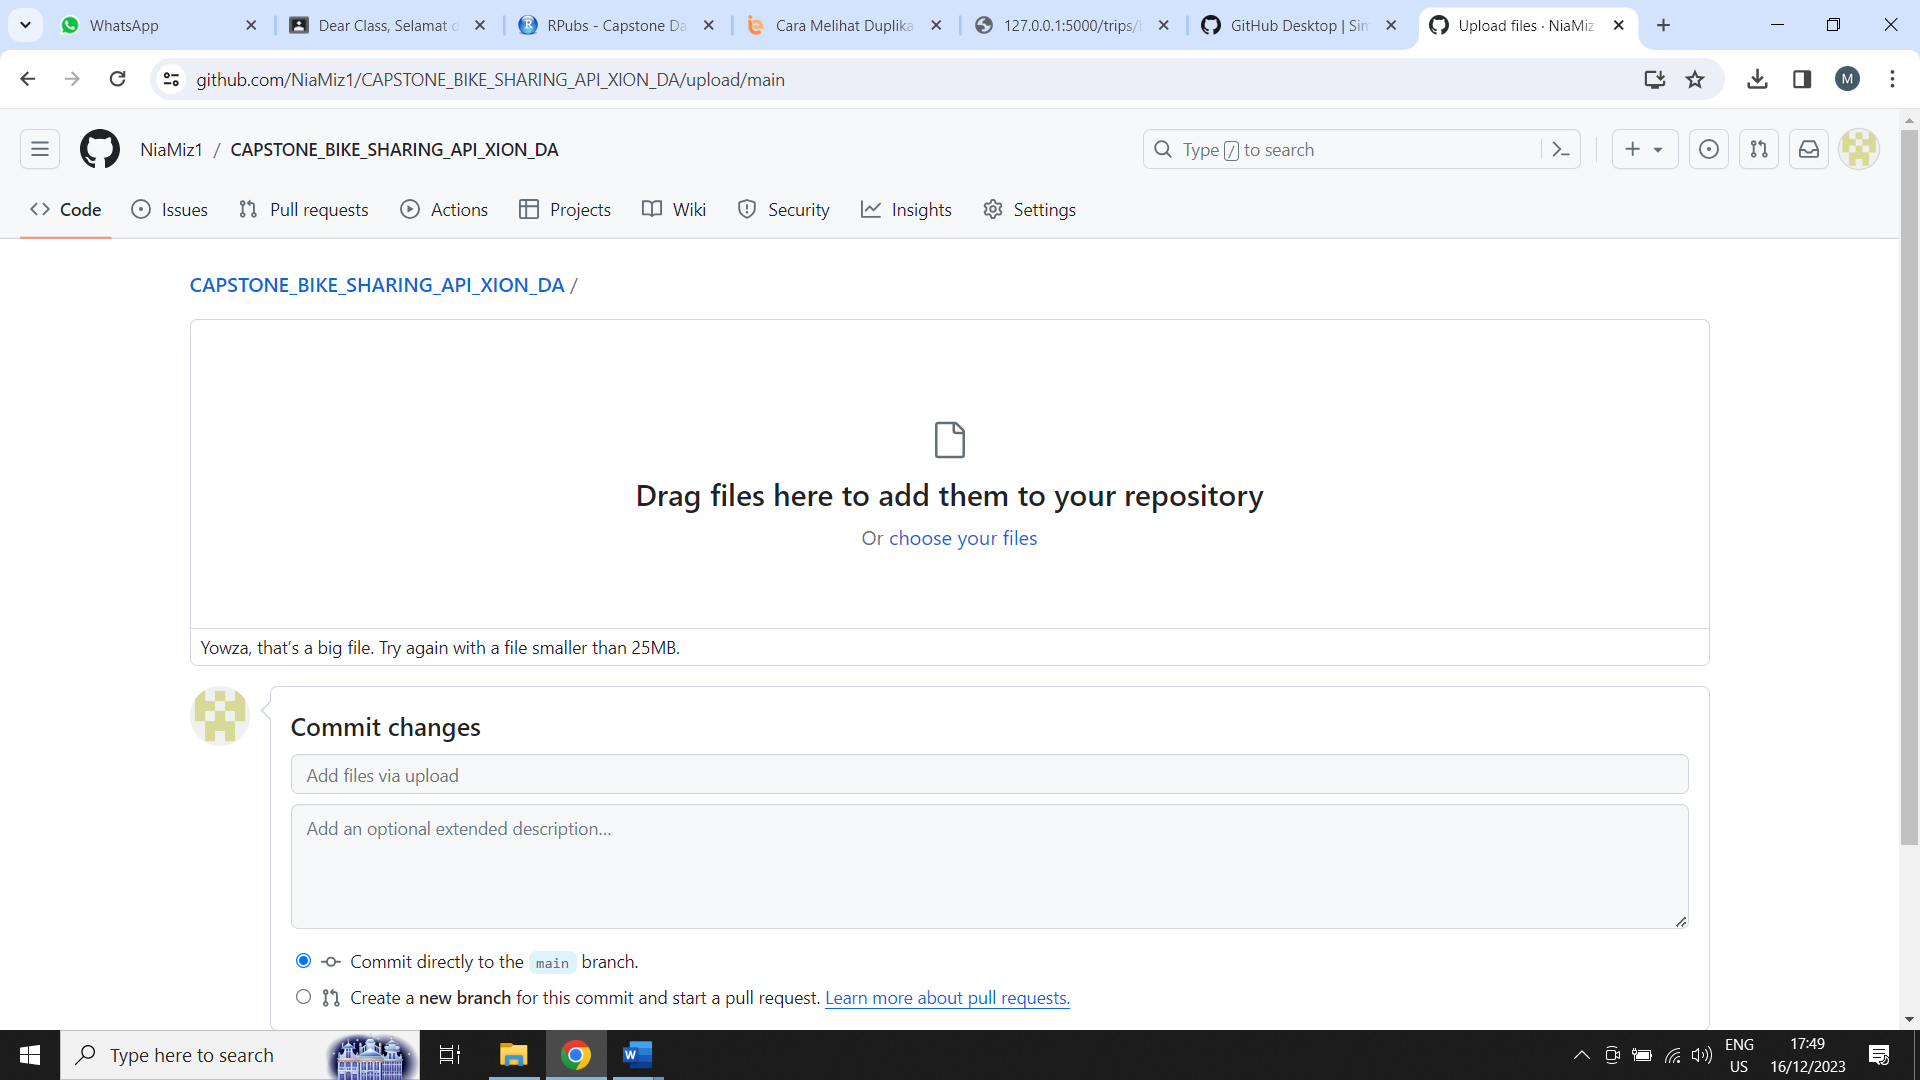 WhatsApp
Dear Class, Selamat d
RPubs - Capstone Da
Cara Melihat Duplika
127.0.0.1:5000/trips/b
GitHub Desktop | Sim
Upload files · NiaMiz
github.com/NiaMiz1/CAPSTONE_BIKE_SHARING_API_XION_DA/upload/main
M
NiaMiz1 / CAPSTONE_BIKE_SHARING_API_XION_DA
Type / to search
Code
Issues
Pull requests
Actions
Projects
Wiki
Security
Insights
Settings
CAPSTONE_BIKE_SHARING_API_XION_DA /
Drag files here to add them to your repository
Or choose your files
Yowza, that's a big file. Try again with a file smaller than 25MB.
Commit changes
Add files via upload
Add an optional extended description...
Commit directly to the main branch.
Create a new branch for this commit and start a pull request. Learn more about pull requests.
Type here to search
ENG
US
17:49
16/12/2023